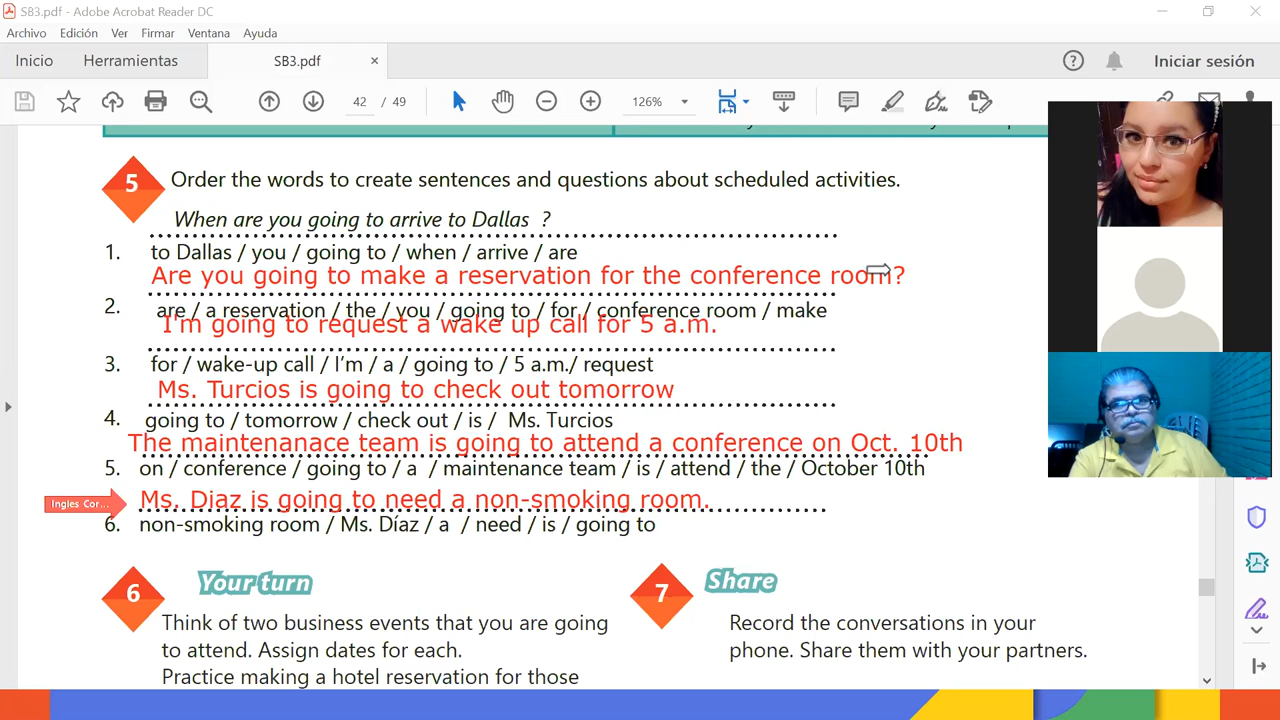 SB3.pdf - Adobe Acrobat Reader DC
Archivo Edición Ver Firmar Ventana Ayuda
Inicio Herramientas SB3.pdf × ? Iniciar sesión
42 / 49 126%
5 Order the words to create sentences and questions about scheduled activities.
When are you going to arrive to Dallas ?
1. to Dallas / you / going to / when / arrive / are
Are you going to make a reservation for the conference room?
2. are / a reservation / the / you / going to / for / conference room / make
I'm going to request a wake up call for 5 a.m.
3. for / wake-up call / I'm / a / going to / 5 a.m./ request
Ms. Turcios is going to check out tomorrow
4. going to / tomorrow / check out / is / Ms. Turcios
The maintenanace team is going to attend a conference on Oct. 10th
5. on / conference / going to / a / maintenance team / is / attend / the / October 10th
Ingles Cor... Ms. Diaz is going to need a non-smoking room.
6. non-smoking room / Ms. Díaz / a / need / is / going to
6 Your turn
Think of two business events that you are going
to attend. Assign dates for each.
Practice making a hotel reservation for those
7 Share
Record the conversations in your
phone. Share them with your partners.